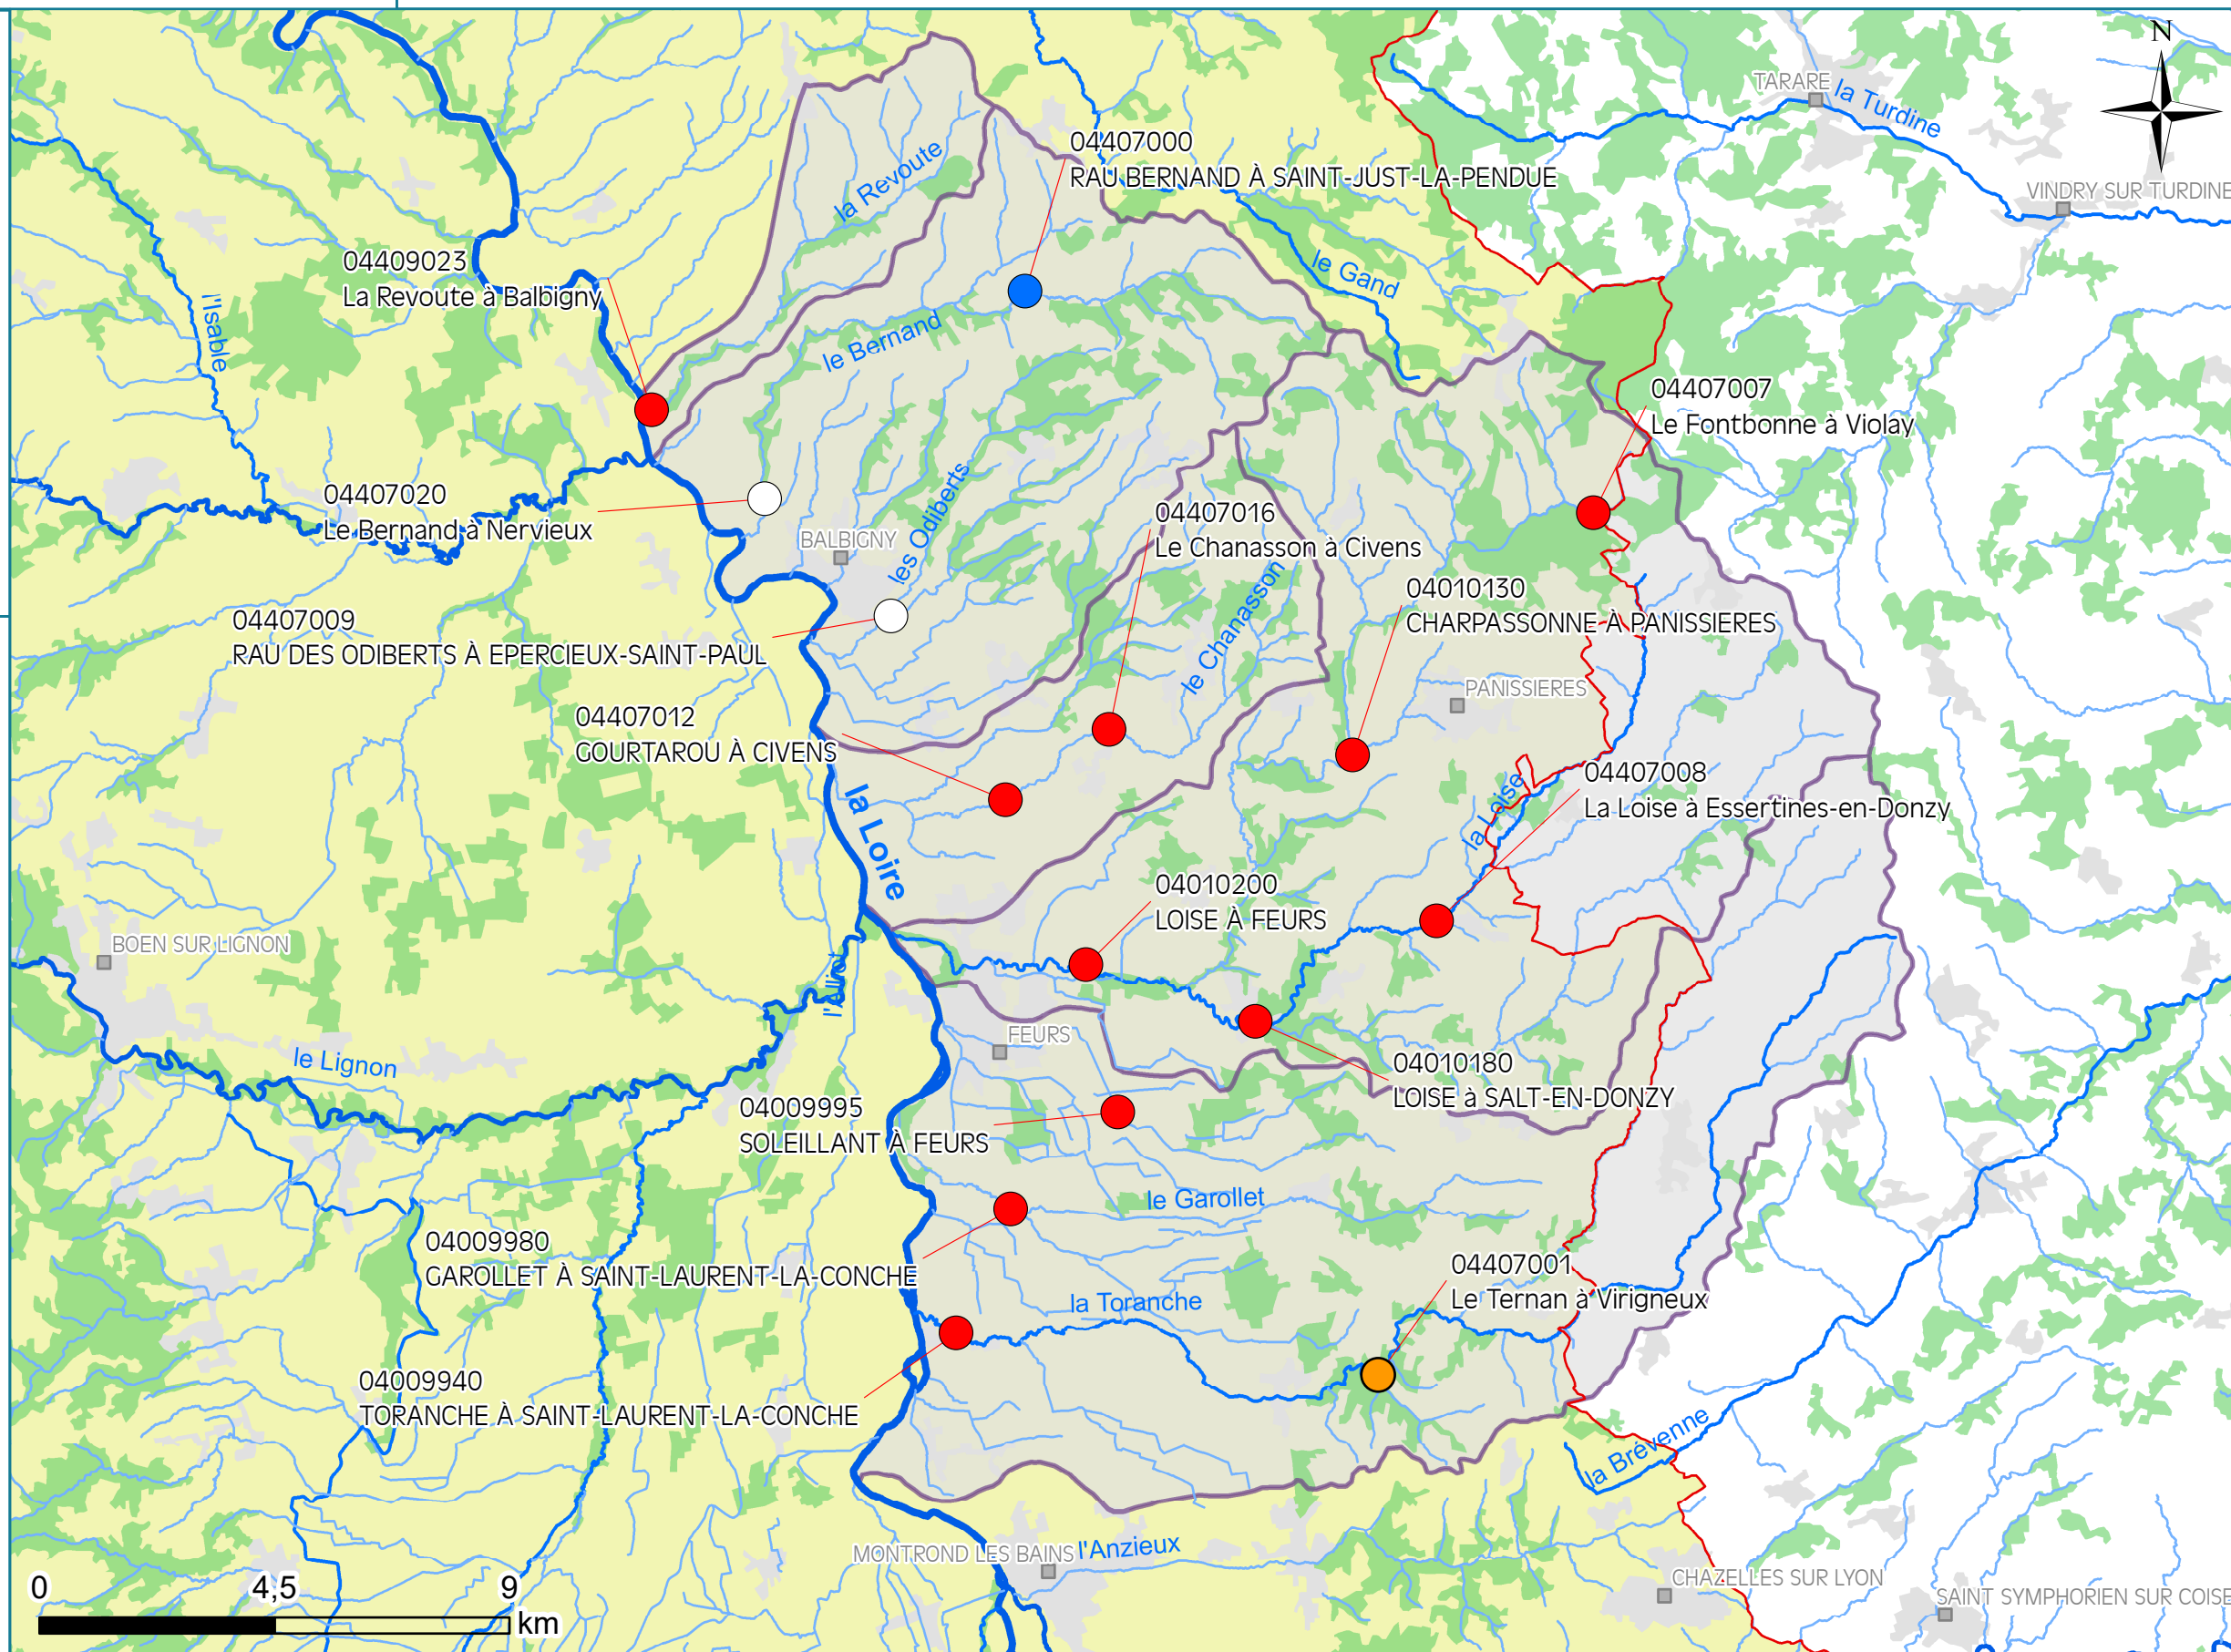 N
TARARE
la Turdine
VINDRY SUR TURDINE
04407000
RAU BERNAND À SAINT-JUST-LA-PENDUE
la Revoute
le Gand
04409023
La Revoute à Balbigny
l'Isable
le Bernand
04407007
Le Fontbonne à Violay
04407020
Le Bernand à Nervieux
BALBIGNY
les Odiberts
04407016
Le Chanasson à Civens
le Chanasson
04010130
CHARPASSONNE À PANISSIERES
04407009
RAU DES ODIBERTS À EPERCIEUX-SAINT-PAUL
PANISSIERES
04407012
GOURTAROU À CIVENS
la Loire
la Loise
04407008
La Loise à Essertines-en-Donzy
04010200
LOISE À FEURS
BOEN SUR LIGNON
FEURS
le Lignon
04010180
LOISE à SALT-EN-DONZY
04009995
SOLEILLANT À FEURS
le Garollet
04009980
GAROLLET À SAINT-LAURENT-LA-CONCHE
04407001
Le Ternan à Virigneux
la Toranche
04009940
TORANCHE À SAINT-LAURENT-LA-CONCHE
la Brévenne
MONTROND LES BAINS
l'Anzieux
CHAZELLES SUR LYON
SAINT SYMPHORIEN SUR COISE
0 4,5 9
km